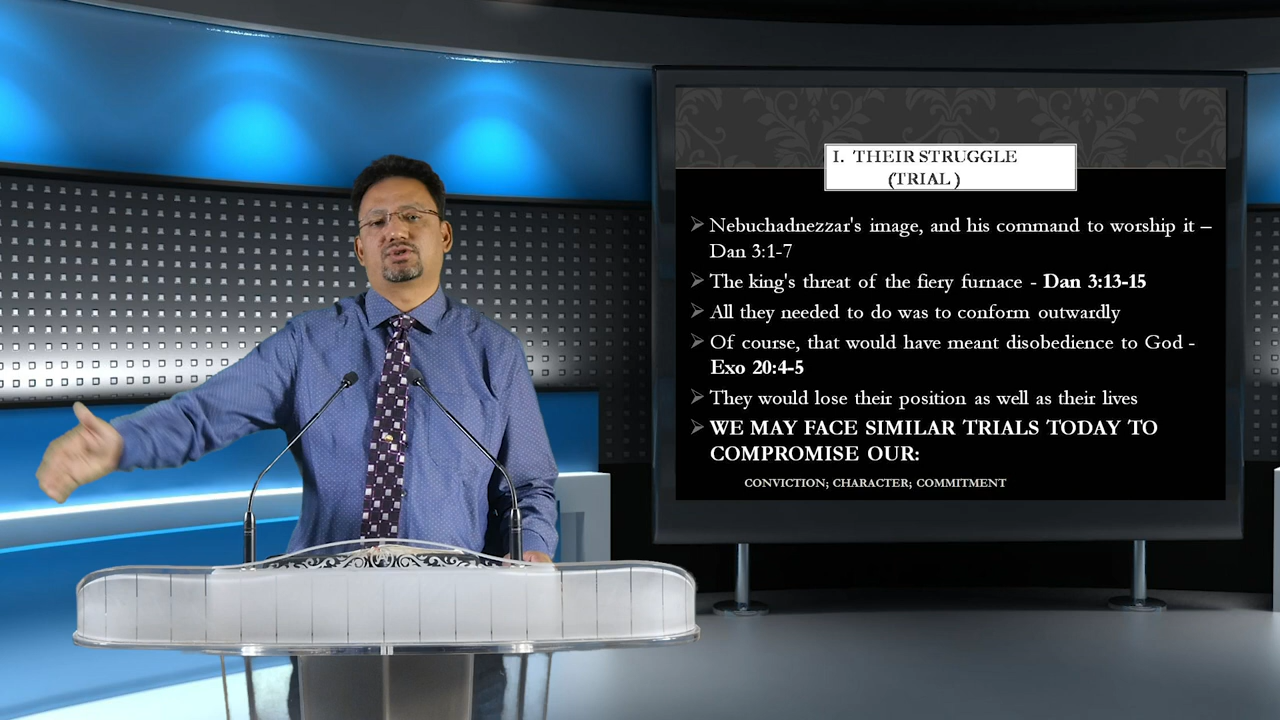 I. THEIR STRUGGLE
(TRIAL )
Nebuchadnezzar's image, and his command to worship it –
Dan 3:1-7
The king's threat of the fiery furnace - Dan 3:13-15
All they needed to do was to conform outwardly
Of course, that would have meant disobedience to God -
Exo 20:4-5
They would lose their position as well as their lives
WE MAY FACE SIMILAR TRIALS TODAY TO
COMPROMISE OUR:
CONVICTION; CHARACTER; COMMITMENT